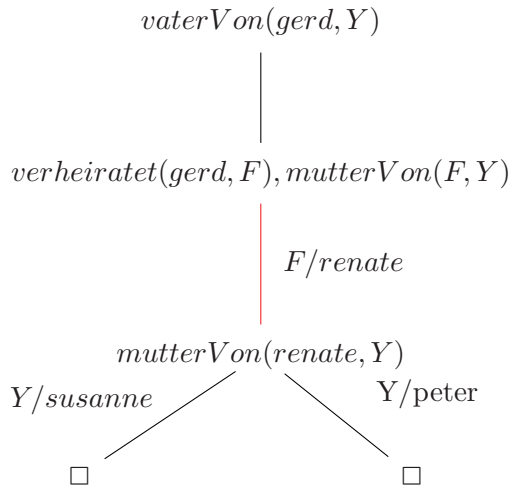 vaterVon(gerd, Y)
verheiratet(gerd, F), mutterVon(F, Y)
F/renate
mutterVon(renate, Y)
Y/susanne
Y/peter